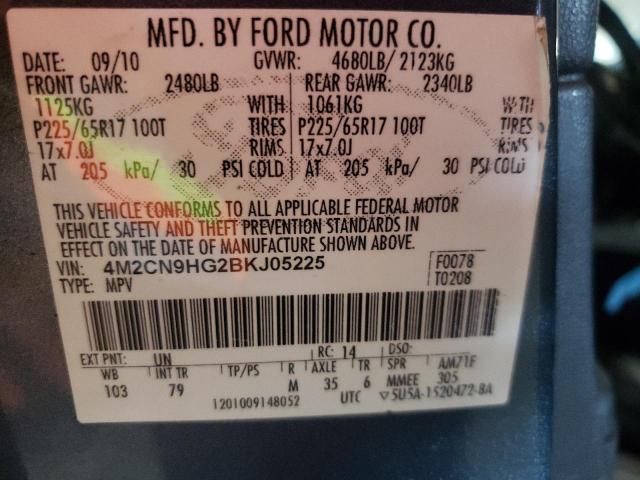 MFD. BY FORD MOTOR CO.
DATE: 09/10 GVWR: 4680LB/ 2123KG
FRONT GAWR: 2480LB REAR GAWR: 2340LB
1125KG WITH 1061KG WITH
P225/65R17 100T TIRES P225/65R17 100T TIRES
17x7.0J RIMS 17x7.0J RIMS
AT 205 kPa/ 30 PSI COLD AT 205 kPa/ 30 PSI COLD
THIS VEHICLE CONFORMS TO ALL APPLICABLE FEDERAL MOTOR
VEHICLE SAFETY AND THEFT PREVENTION STANDARDS IN
EFFECT ON THE DATE OF MANUFACTURE SHOWN ABOVE.
VIN: 4M2CN9HG2BKJ05225 F0078
TYPE: MPV T0208
EXT PNT: UN RC: 14 DSO:
WB INT TR TP/PS R AXLE TR SPR AM71F
103 79 M 35 6 MMEE 305
1201009148052 UTC 5U5A-1520472-BA